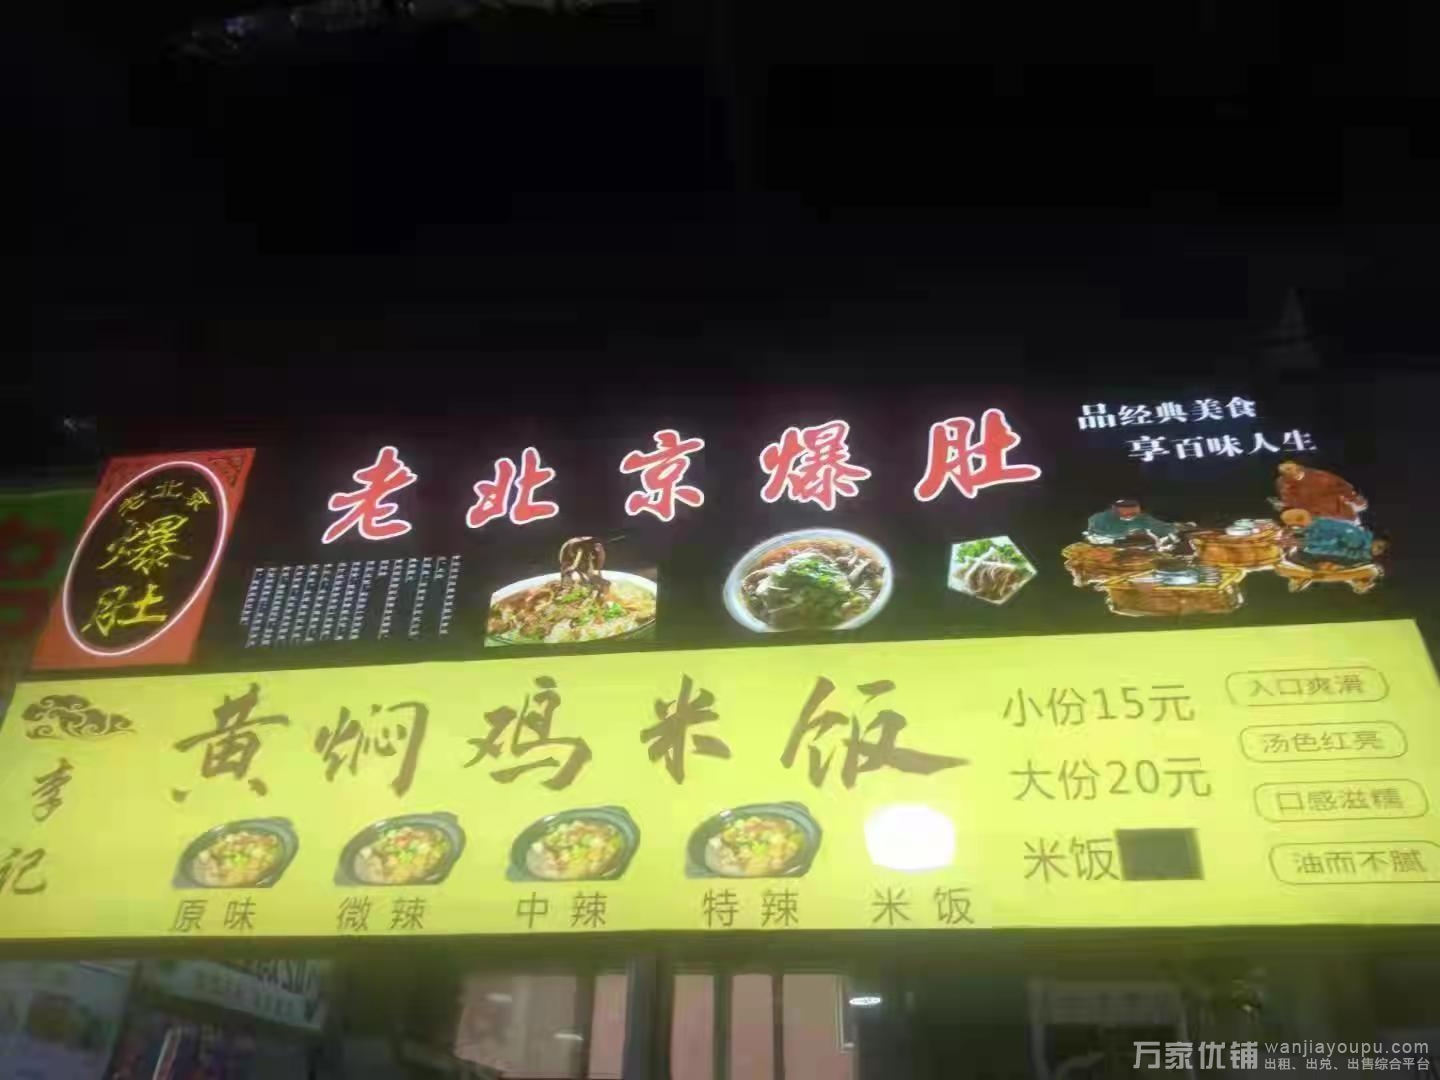 老北京爆肚
品经典美食
享百味人生
老北京
爆肚
李记
黄焖鸡米饭
小份15元
大份20元
米饭
入口爽滑
汤色红亮
口感滋糯
油而不腻
原味
微辣
中辣
特辣
米饭
万家优铺 wanjiayoupu.com
出租、出兑、出售综合平台